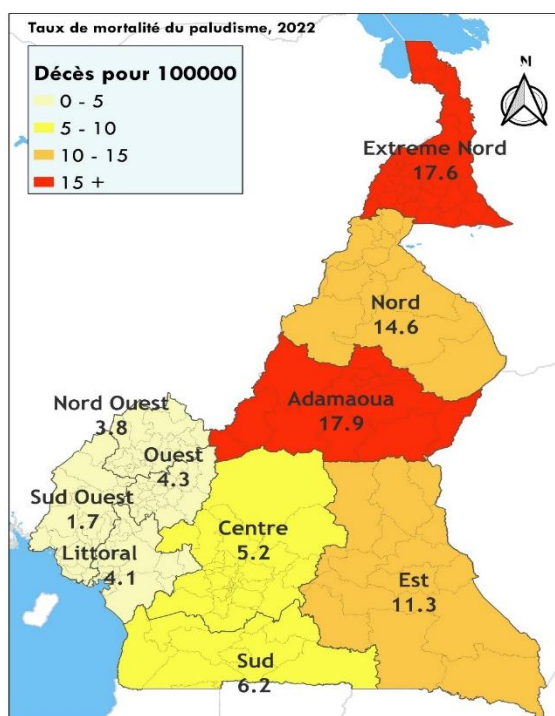 Taux de mortalité du paludisme, 2022
Décès pour 100000
0 - 5
5 - 10
10 - 15
15 +
N
Extreme Nord
17.6
Nord
14.6
Adamaoua
17.9
Nord Ouest
3.8
Ouest
4.3
Sud Ouest
1.7
Littoral
4.1
Centre
5.2
Est
11.3
Sud
6.2